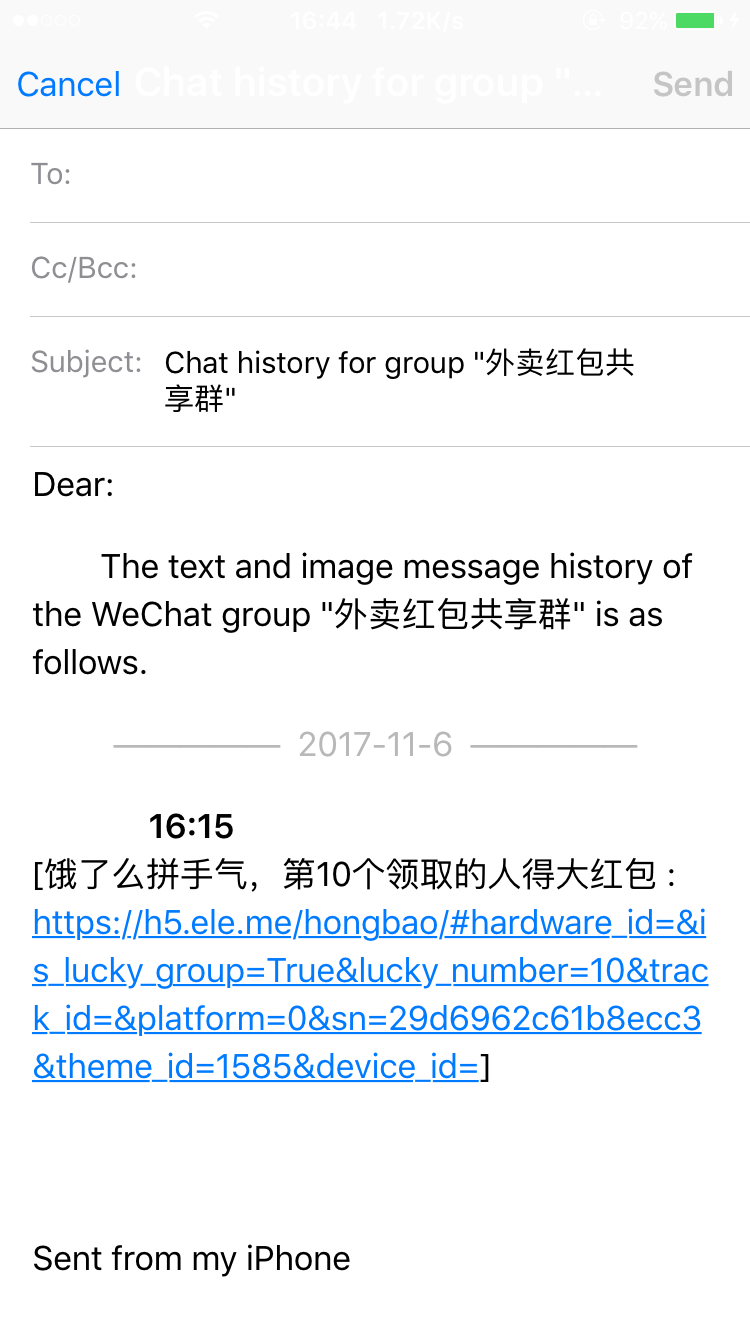 16:44 1.72K/s 92%
Cancel Chat history for group "... Send
To:
Cc/Bcc:
Subject: Chat history for group "外卖红包共
享群"
Dear:
The text and image message history of
the WeChat group "外卖红包共享群" is as
follows.
2017-11-6
16:15
[饿了么拼手气，第10个领取的人得大红包：
https://h5.ele.me/hongbao/#hardware_id=&i
s_lucky_group=True&lucky_number=10&trac
k_id=&platform=0&sn=29d6962c61b8ecc3
&theme_id=1585&device_id=]
Sent from my iPhone